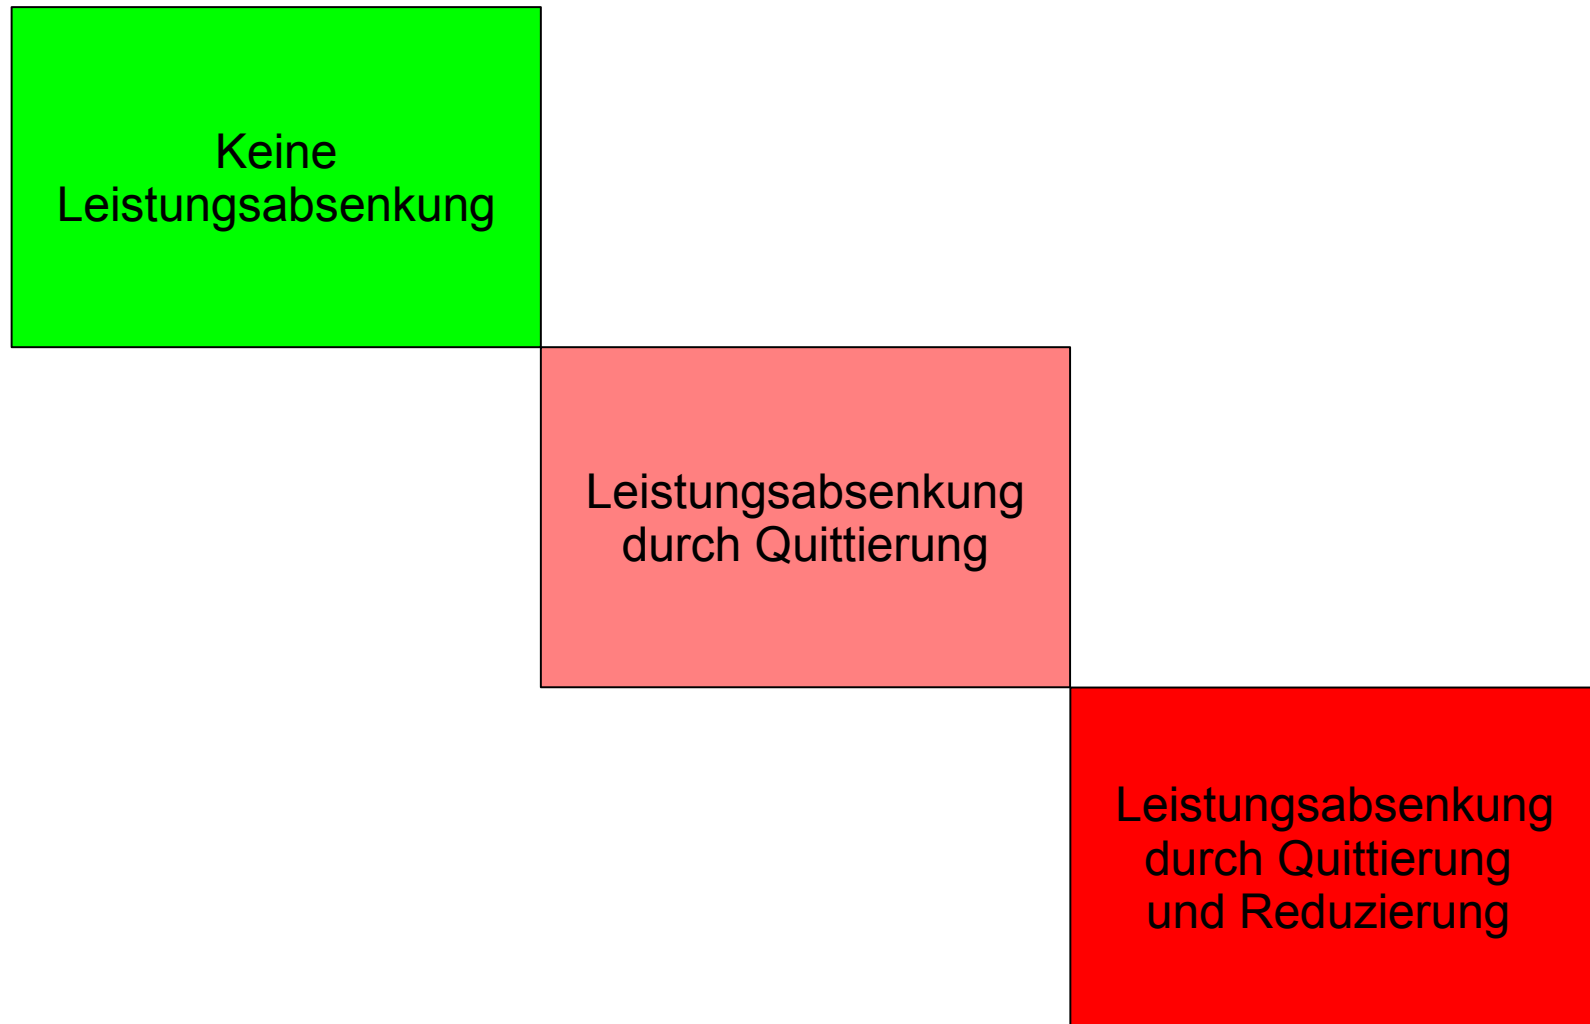 Keine
Leistungsabsenkung
Leistungsabsenkung
durch Quittierung
Leistungsabsenkung
durch Quittierung
und Reduzierung